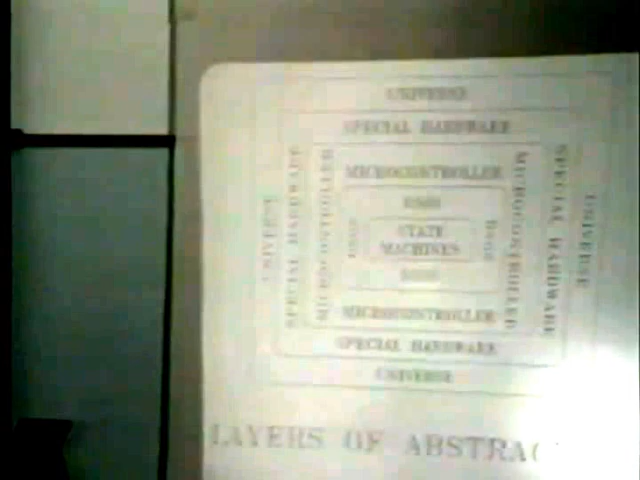 UNIVERSE
SPECIAL HARDWARE
MICROCONTROLLER
UNIVERSE
SPECIAL HARDWARE
MICROCONTROLLER
STATE
MACHINES
MICROCONTROLLER
SPECIAL HARDWARE
UNIVERSE
MICROCONTROLLER
SPECIAL HARDWARE
UNIVERSE
LAYERS OF